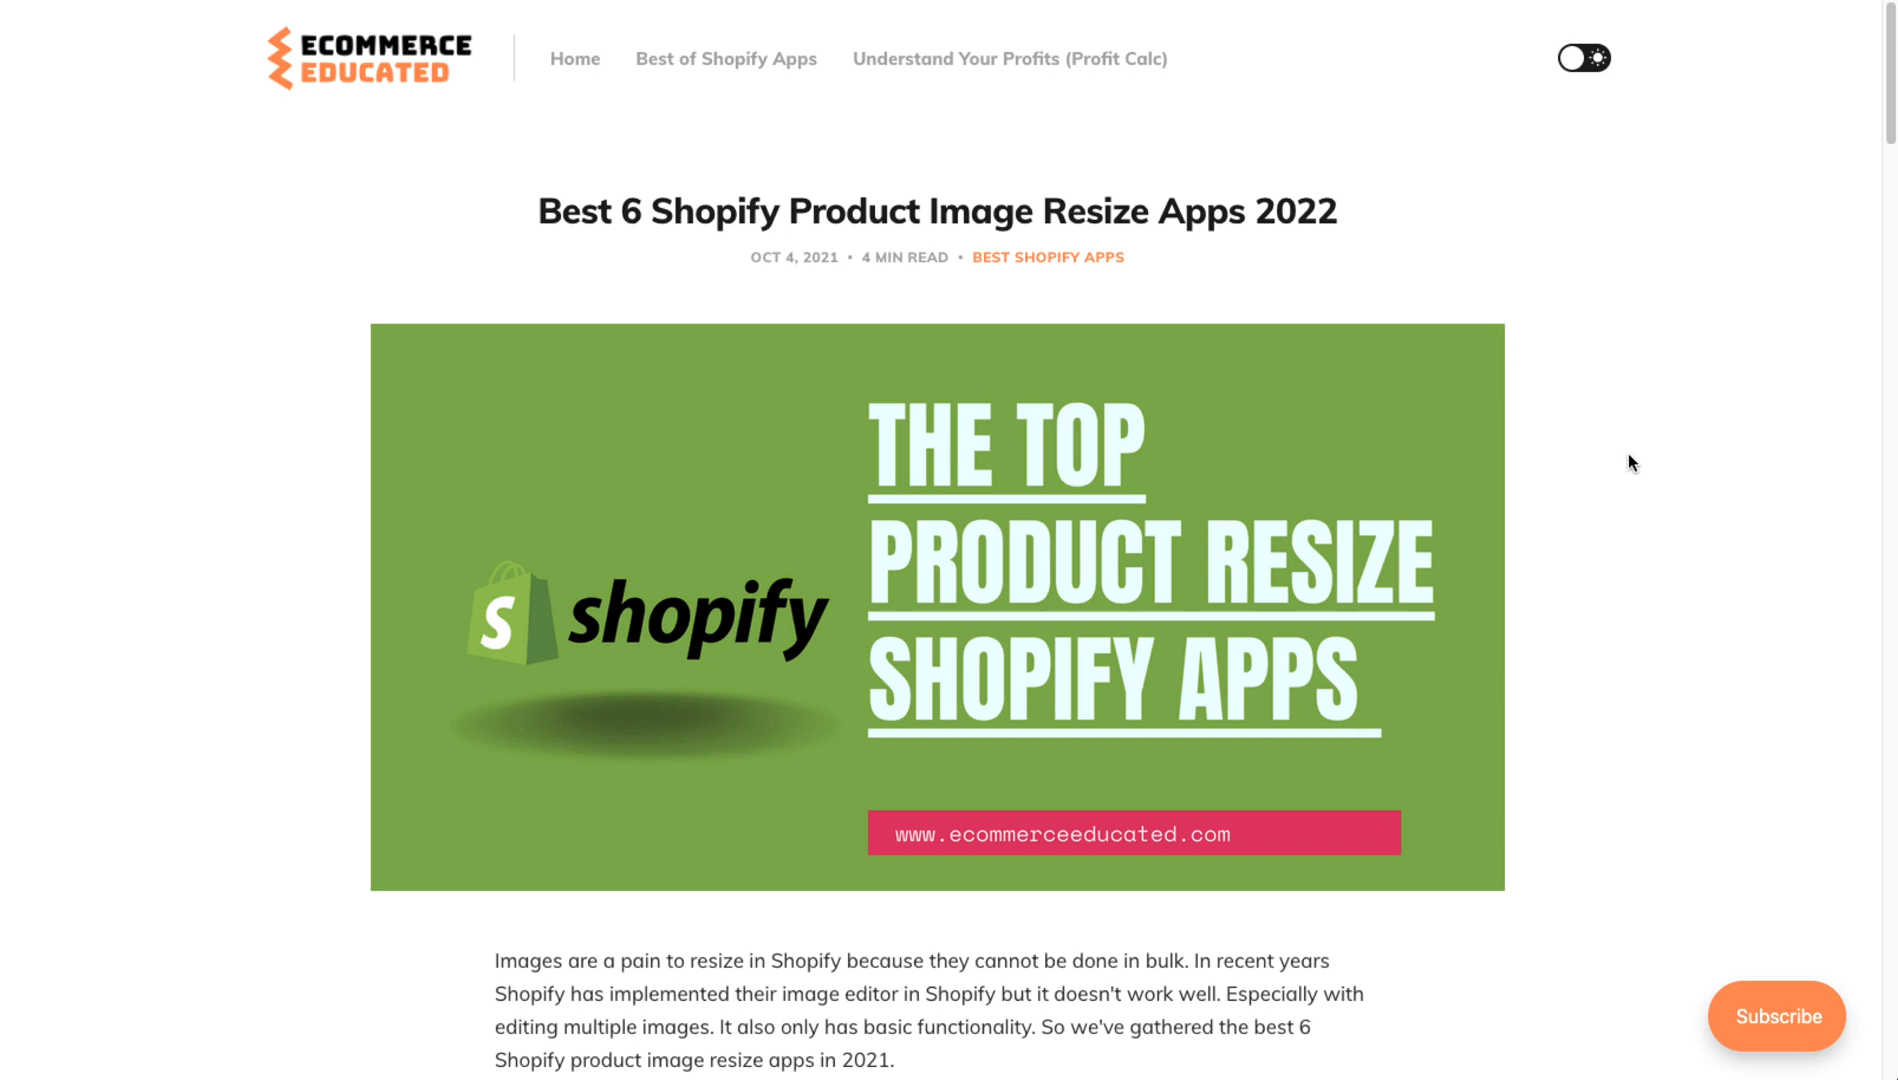 ECOMMERCE
EDUCATED
Home
Best of Shopify Apps
Understand Your Profits (Profit Calc)
Best 6 Shopify Product Image Resize Apps 2022
OCT 4, 2021 • 4 MIN READ • BEST SHOPIFY APPS
S shopify
THE TOP
PRODUCT RESIZE
SHOPIFY APPS
www.ecommerceeducated.com
Images are a pain to resize in Shopify because they cannot be done in bulk. In recent years
Shopify has implemented their image editor in Shopify but it doesn't work well. Especially with
editing multiple images. It also only has basic functionality. So we've gathered the best 6
Shopify product image resize apps in 2021.
Subscribe